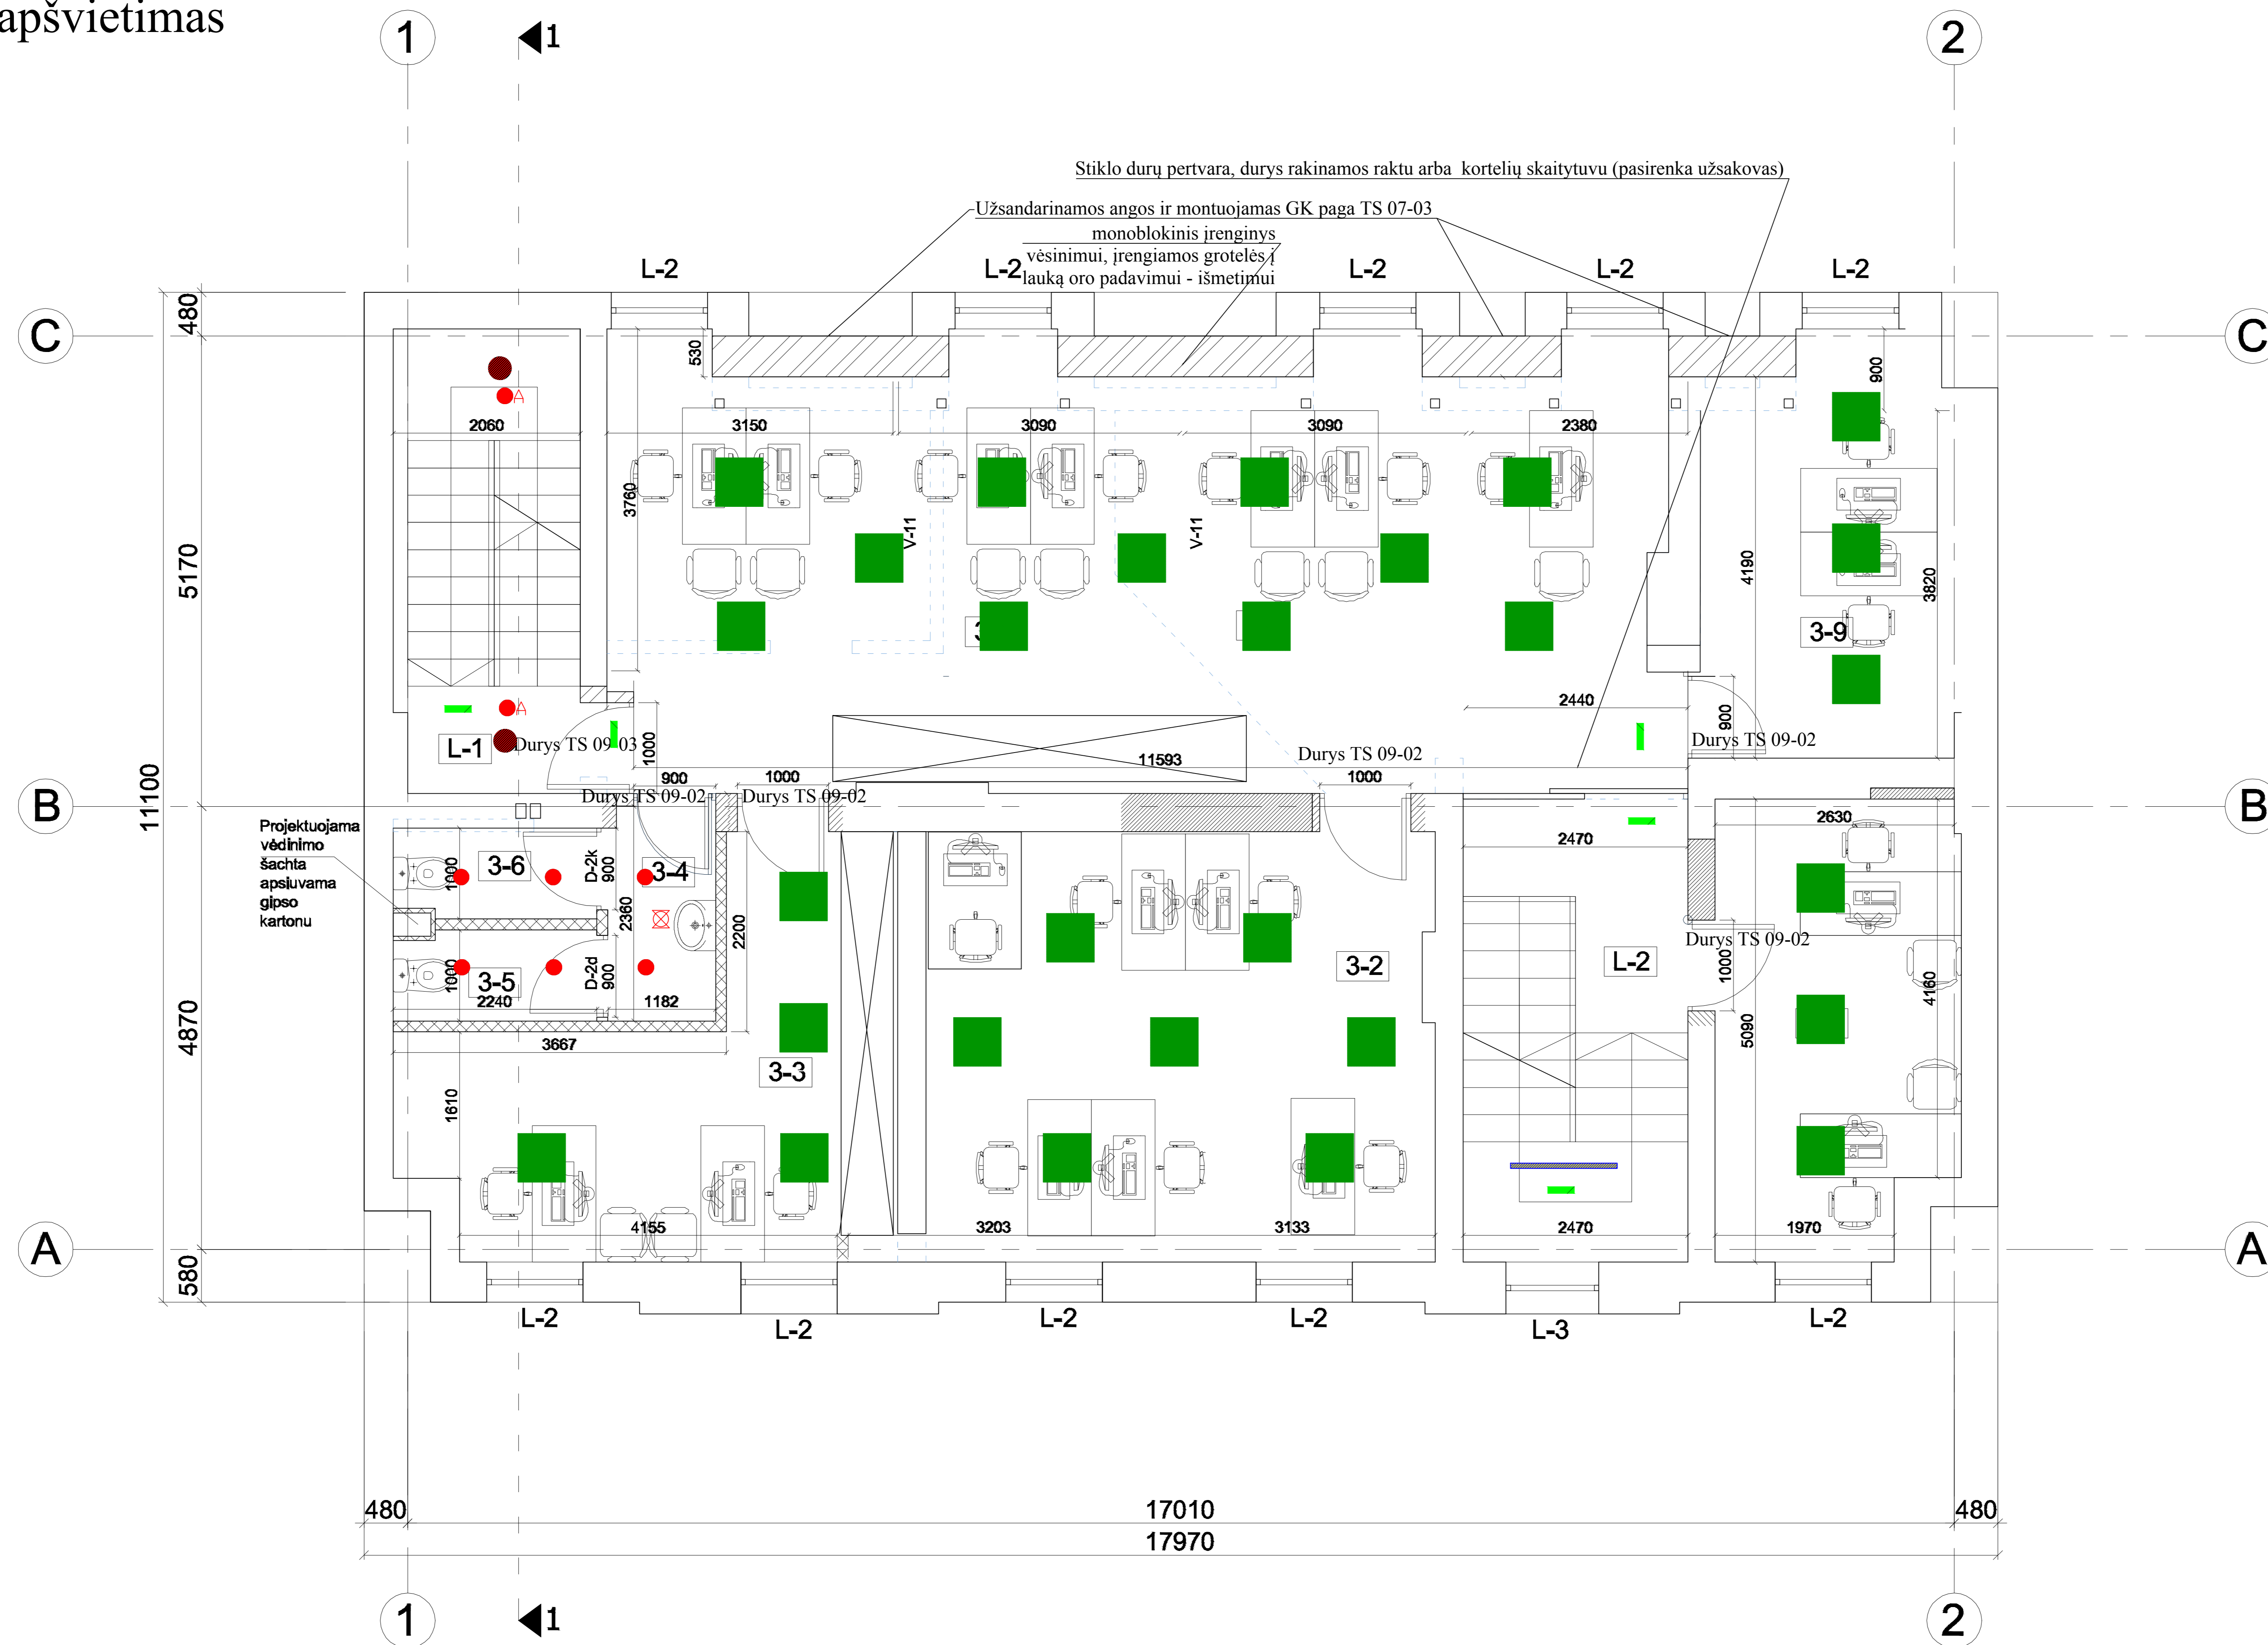 apšvietimas
1
1
2
Stiklo durų pertvara, durys rakinamos raktu arba kortelių skaitytuvu (pasirenka užsakovas)
Užsandarinamos angos ir montuojamas GK paga TS 07-03
monoblokinis įrenginys
vėsinimui, įrengiamos grotelės į
lauką oro padavimui - išmetimui
L-2
L-2
L-2
L-2
L-2
480
C
C
530
900
2060
3150
3090
3090
2380
3760
V-11
V-11
5170
4190
3820
3
3-9
2440
900
L-1
Durys TS 09-03
1000
11593
Durys TS 09-02
Durys TS 09-02
900
1000
1000
Durys TS 09-02
Durys TS 09-02
11100
B
B
Projektuojama
vėdinimo
šachta
apsiuvama
gipso
kartonu
2470
2630
3-6
1000
D-2k
900
3-4
2360
2200
3-2
L-2
Durys TS 09-02
1000
4160
3-5
1000
D-2d
900
2240
1182
4870
3667
5090
3-3
1610
4155
3203
3133
2470
1970
A
A
580
L-2
L-2
L-2
L-2
L-3
L-2
480
17010
480
17970
1
1
2
A
A